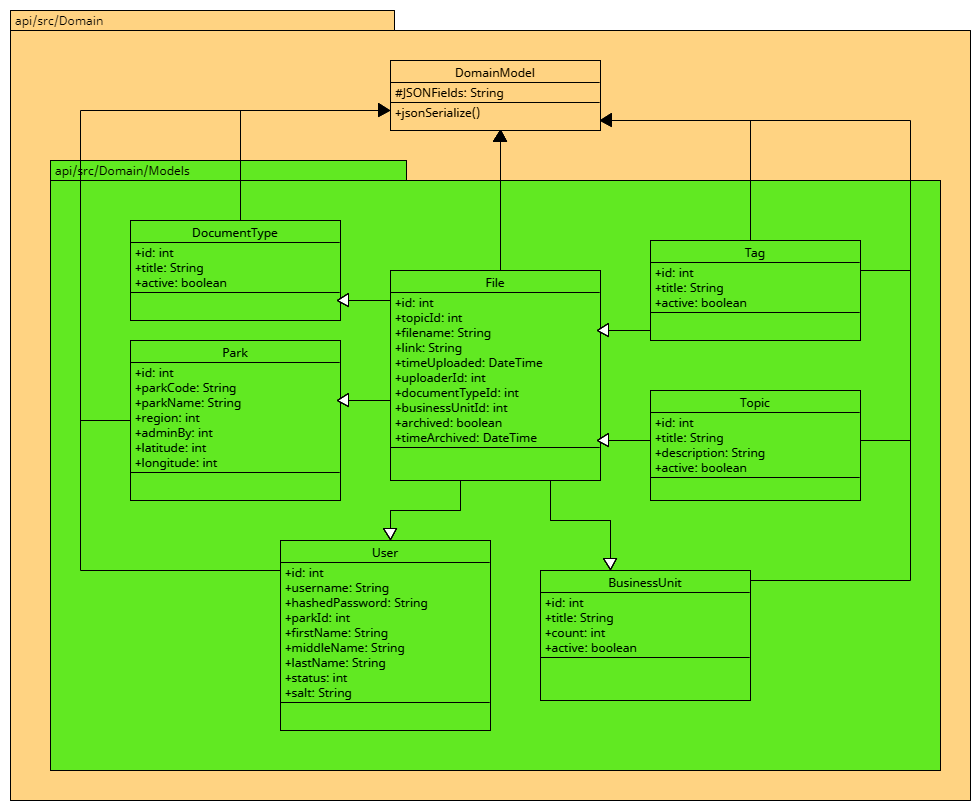 api/src/Domain
DomainModel
#JSONFields: String
+jsonSerialize()
api/src/Domain/Models
DocumentType
+id: int
+title: String
+active: boolean
Park
+id: int
+parkCode: String
+parkName: String
+region: int
+adminBy: int
+latitude: int
+longitude: int
File
+id: int
+topicId: int
+filename: String
+link: String
+timeUploaded: DateTime
+uploaderId: int
+documentTypeId: int
+businessUnitId: int
+archived: boolean
+timeArchived: DateTime
Tag
+id: int
+title: String
+active: boolean
Topic
+id: int
+title: String
+description: String
+active: boolean
User
+id: int
+username: String
+hashedPassword: String
+parkId: int
+firstName: String
+middleName: String
+lastName: String
+status: int
+salt: String
BusinessUnit
+id: int
+title: String
+count: int
+active: boolean